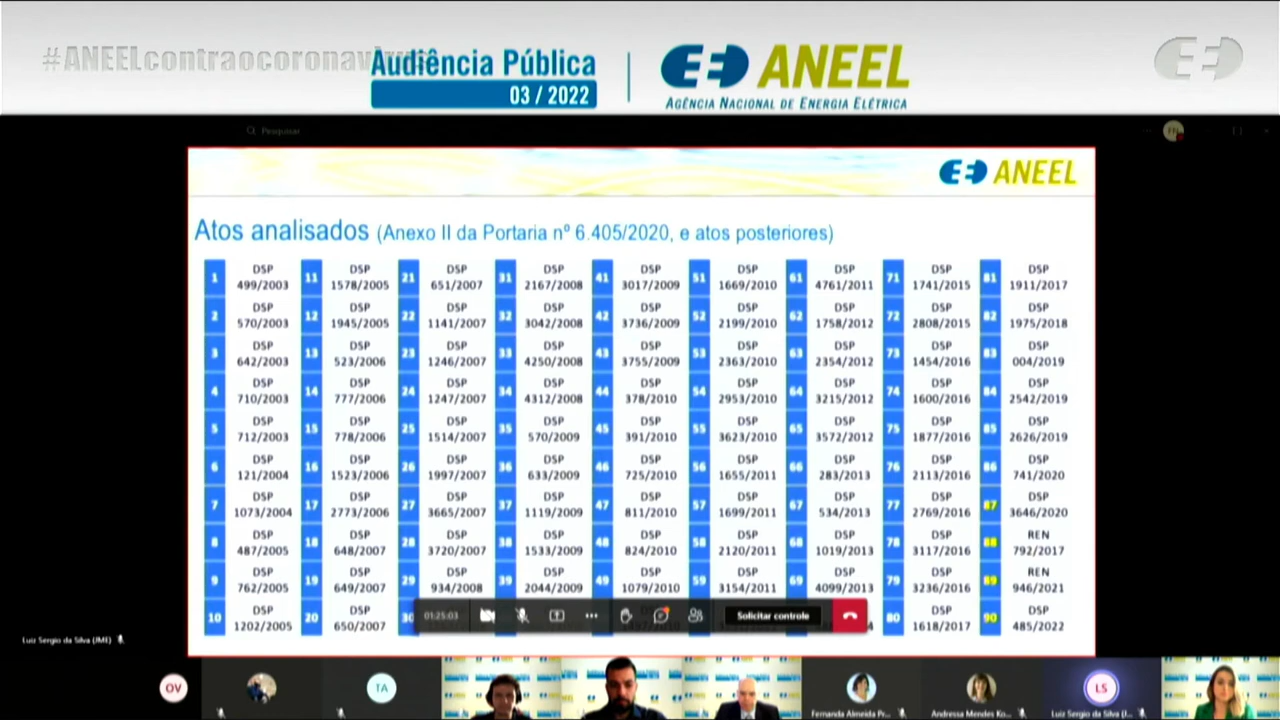 #ANEELcontraocoronav
Audiência Pública
03 / 2022
ANEEL
AGÊNCIA NACIONAL DE ENERGIA ELÉTRICA
Pesquisar
FN
ANEEL
Atos analisados (Anexo II da Portaria nº 6.405/2020, e atos posteriores)
1 DSP 499/2003 11 DSP 1578/2005 21 DSP 651/2007 31 DSP 2167/2008 41 DSP 3017/2009 51 DSP 1669/2010 61 DSP 4761/2011 71 DSP 1741/2015 81 DSP 1911/2017
2 DSP 570/2003 12 DSP 1945/2005 22 DSP 1141/2007 32 DSP 3042/2008 42 DSP 3736/2009 52 DSP 2199/2010 62 DSP 1758/2012 72 DSP 2808/2015 82 DSP 1975/2018
3 DSP 642/2003 13 DSP 523/2006 23 DSP 1246/2007 33 DSP 4250/2008 43 DSP 3755/2009 53 DSP 2363/2010 63 DSP 2354/2012 73 DSP 1454/2016 83 DSP 004/2019
4 DSP 710/2003 14 DSP 777/2006 24 DSP 1247/2007 34 DSP 4312/2008 44 DSP 378/2010 54 DSP 2953/2010 64 DSP 3215/2012 74 DSP 1600/2016 84 DSP 2542/2019
5 DSP 712/2003 15 DSP 778/2006 25 DSP 1514/2007 35 DSP 570/2009 45 DSP 391/2010 55 DSP 3623/2010 65 DSP 3572/2012 75 DSP 1877/2016 85 DSP 2626/2019
6 DSP 121/2004 16 DSP 1523/2006 26 DSP 1997/2007 36 DSP 633/2009 46 DSP 725/2010 56 DSP 1655/2011 66 DSP 283/2013 76 DSP 2113/2016 86 DSP 741/2020
7 DSP 1073/2004 17 DSP 2773/2006 27 DSP 3665/2007 37 DSP 1119/2009 47 DSP 811/2010 57 DSP 1699/2011 67 DSP 534/2013 77 DSP 2769/2016 87 DSP 3646/2020
8 DSP 487/2005 18 DSP 648/2007 28 DSP 3720/2007 38 DSP 1533/2009 48 DSP 824/2010 58 DSP 2120/2011 68 DSP 1019/2013 78 DSP 3117/2016 88 REN 792/2017
9 DSP 762/2005 19 DSP 649/2007 29 DSP 934/2008 39 DSP 2044/2009 49 DSP 1079/2010 59 DSP 3154/2011 69 DSP 4099/2013 79 DSP 3236/2016 89 REN 946/2021
10 DSP 1202/2005 20 DSP 650/2007 30 80 DSP 1618/2017 90 DSP 485/2022
01:25:03
Solicitar controle
Luiz Sergio da Silva (JME)
OV
TA
Fernanda Almeida Pr...
Andressa Mendes Ko...
LS
Luiz Sergio da Silva (J...